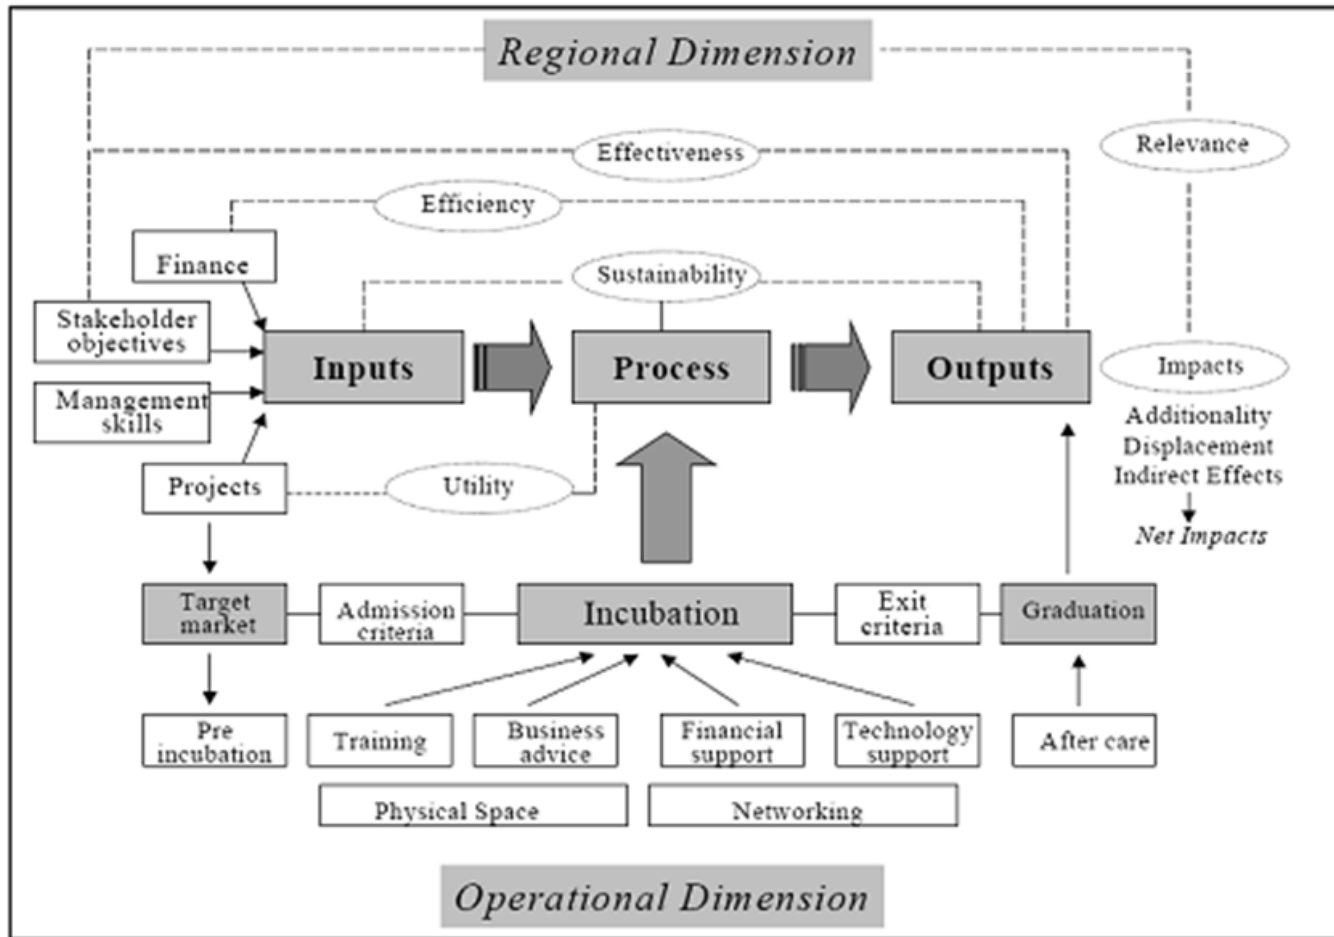 Regional Dimension
Effectiveness
Relevance
Efficiency
Finance
Sustainability
Stakeholder
objectives
Inputs
Process
Outputs
Impacts
Management
skills
Additionality
Displacement
Indirect Effects
Projects
Utility
Net Impacts
Target
market
Admission
criteria
Incubation
Exit
criteria
Graduation
Pre
incubation
Training
Business
advice
Financial
support
Technology
support
After care
Physical Space
Networking
Operational Dimension